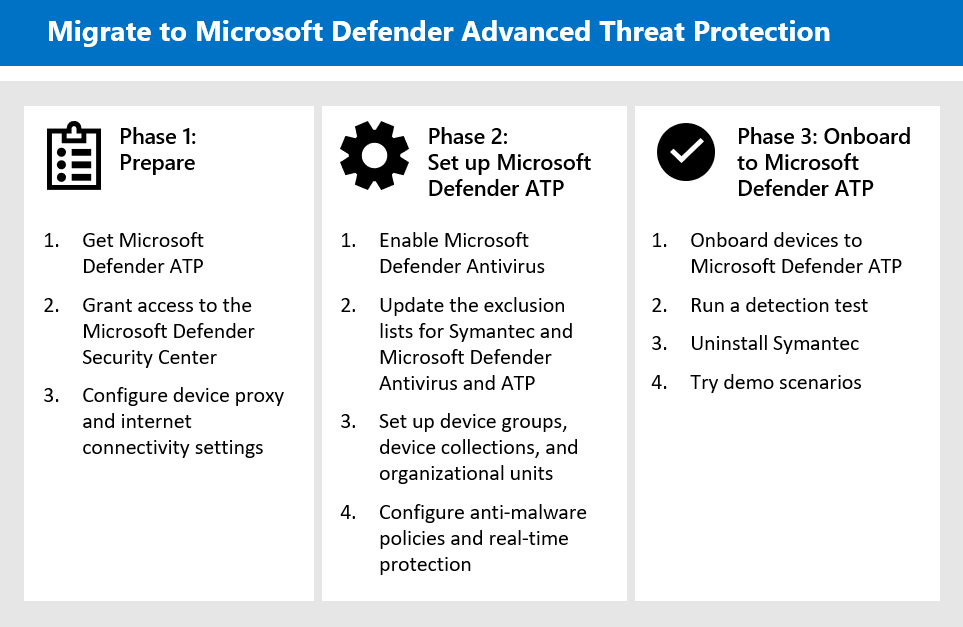 Migrate to Microsoft Defender Advanced Threat Protection
Phase 1:
Prepare
1. Get Microsoft
Defender ATP
2. Grant access to the
Microsoft Defender
Security Center
3. Configure device proxy
and internet
connectivity settings
Phase 2:
Set up Microsoft
Defender ATP
1. Enable Microsoft
Defender Antivirus
2. Update the exclusion
lists for Symantec and
Microsoft Defender
Antivirus and ATP
3. Set up device groups,
device collections, and
organizational units
4. Configure anti-malware
policies and real-time
protection
Phase 3: Onboard
to Microsoft
Defender ATP
1. Onboard devices to
Microsoft Defender ATP
2. Run a detection test
3. Uninstall Symantec
4. Try demo scenarios